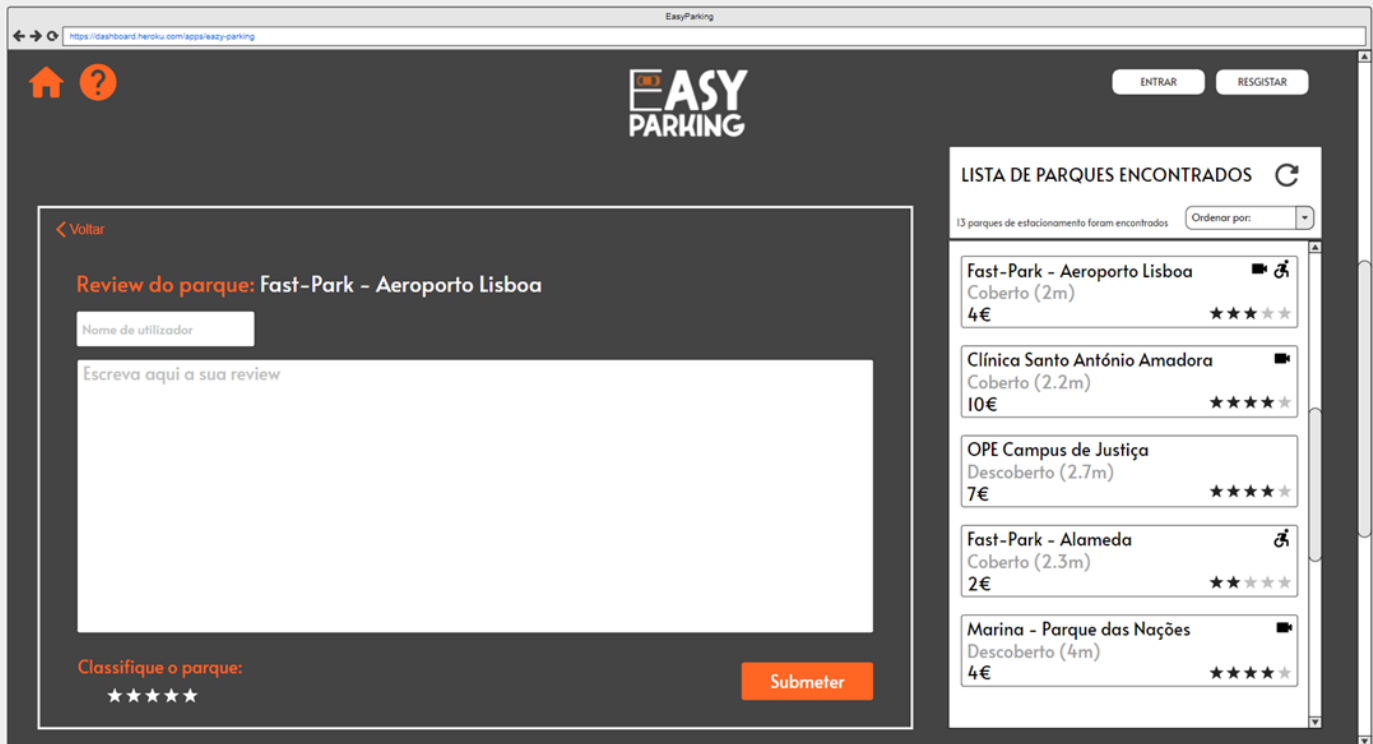 EasyParking
https://dashboard.heroku.com/apps/eazy-parking
?
EASY
PARKING
ENTRAR
RESGISTAR
Voltar
Review do parque: Fast-Park - Aeroporto Lisboa
Nome de utilizador
Escreva aqui a sua review
Classifique o parque:
Submeter
LISTA DE PARQUES ENCONTRADOS
13 parques de estacionamento foram encontrados
Ordenar por:
Fast-Park - Aeroporto Lisboa
Coberto (2m)
4€
Clínica Santo António Amadora
Coberto (2.2m)
10€
OPE Campus de Justiça
Descoberto (2.7m)
7€
Fast-Park - Alameda
Coberto (2.3m)
2€
Marina - Parque das Nações
Descoberto (4m)
4€